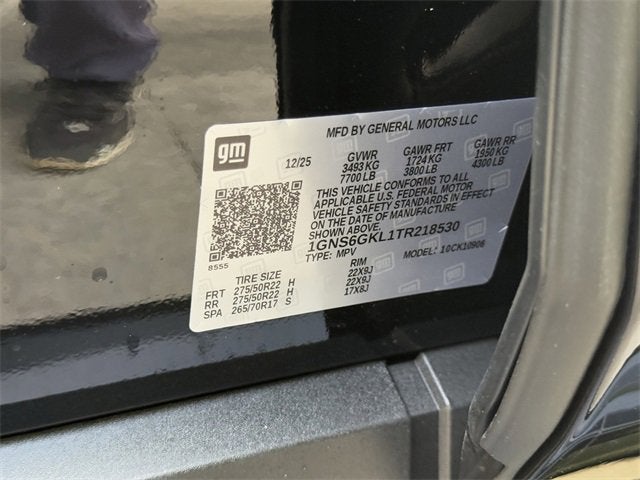 gm
MFD BY GENERAL MOTORS LLC
12/25 GVWR GAWR FRT GAWR RR
3493 KG 1724 KG 1950 KG
7700 LB 3800 LB 4300 LB
THIS VEHICLE CONFORMS TO ALL
APPLICABLE U.S. FEDERAL MOTOR
VEHICLE SAFETY STANDARDS IN EFFECT
ON THE DATE OF MANUFACTURE
SHOWN ABOVE.
1GNS6GKL1TR218530
TYPE: MPV MODEL: 10CK10906
8555
TIRE SIZE RIM
FRT 275/50R22 H 22X9J
RR 275/50R22 H 22X9J
SPA 265/70R17 S 17X8J